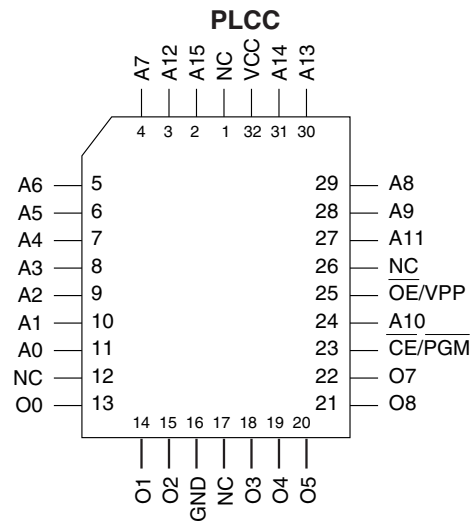 PLCC
A7 A12 A15 NC VCC A14 A13
4 3 2 1 32 31 30
A6 5 29 A8
A5 6 28 A9
A4 7 27 A11
A3 8 26 NC
A2 9 25 OE/VPP
A1 10 24 A10
A0 11 23 CE/PGM
NC 12 22 O7
O0 13 21 O8
14 15 16 17 18 19 20
O1 O2 GND NC O3 O4 O5